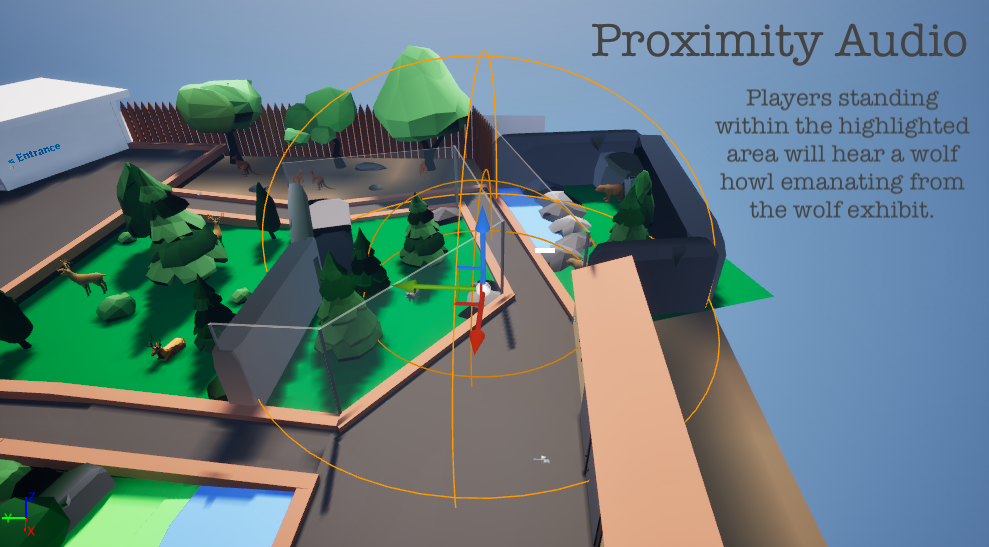 Proximity Audio
Players standing
within the highlighted
area will hear a wolf
howl emanating from
the wolf exhibit.
< Entrance
Z
Y
X